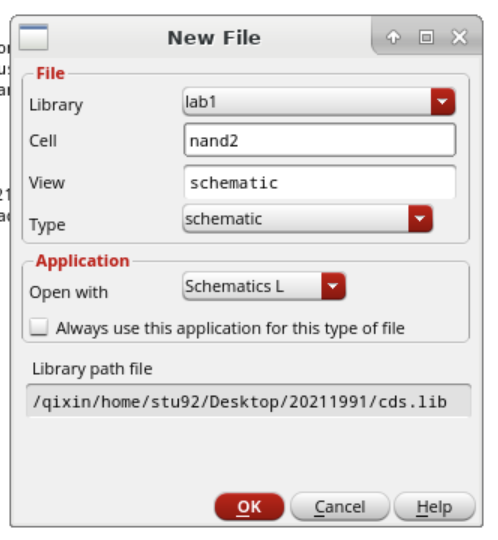 New File
File
Library lab1
Cell nand2
View schematic
Type schematic
Application
Open with Schematics L
Always use this application for this type of file
Library path file
/qixin/home/stu92/Desktop/20211991/cds.lib
OK Cancel Help